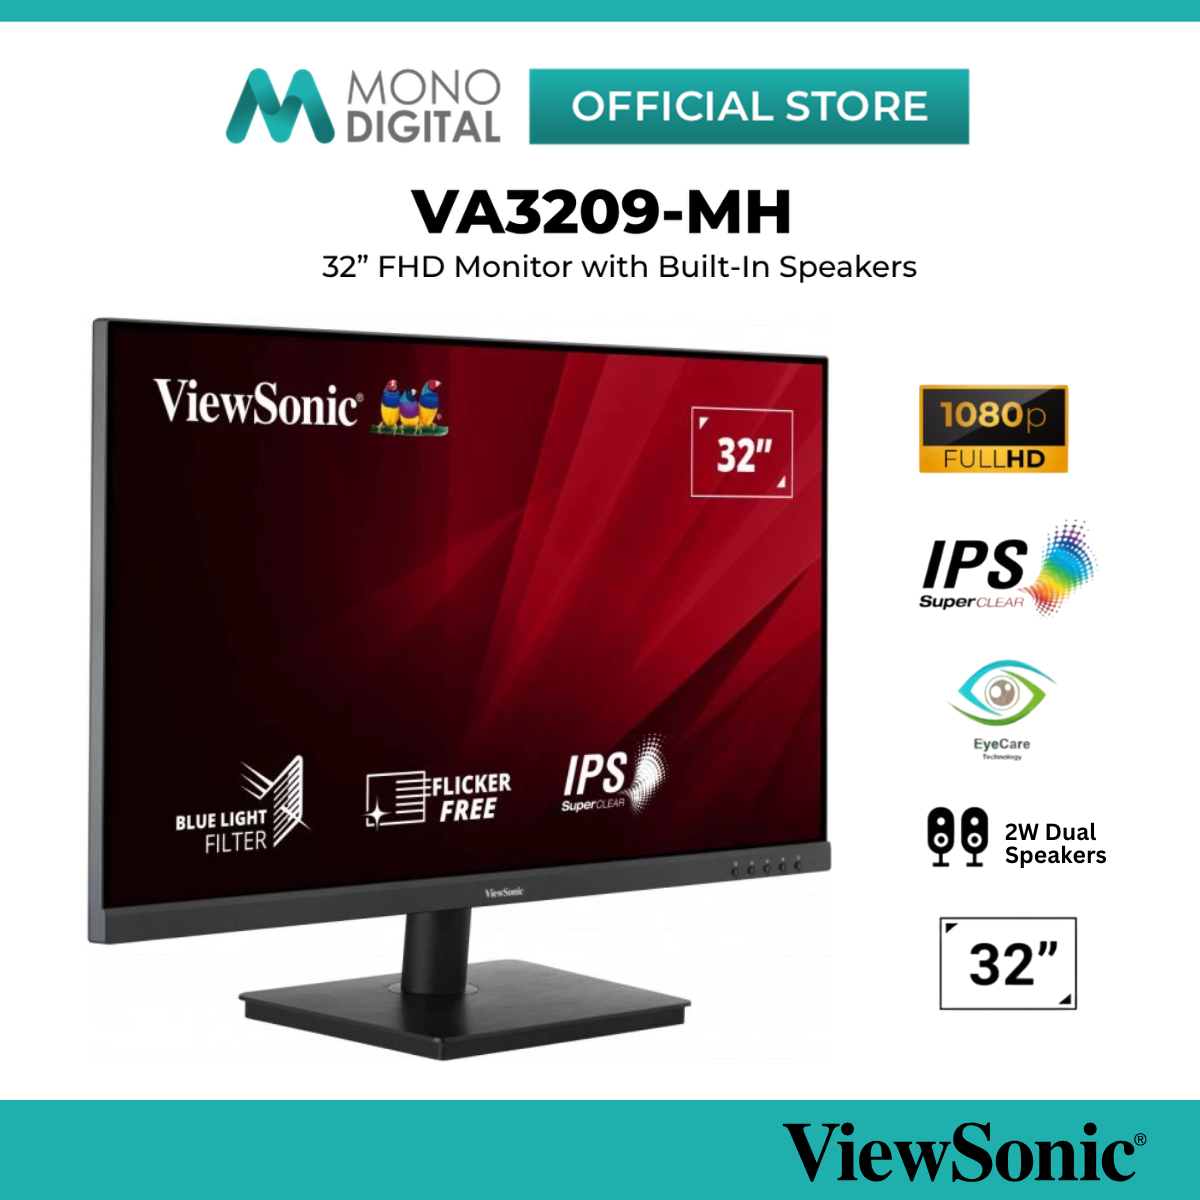 MONO
DIGITAL
OFFICIAL STORE
VA3209-MH
32” FHD Monitor with Built-In Speakers
ViewSonic®
32”
BLUE LIGHT
FILTER
FLICKER
FREE
IPS
SuperCLEAR
ViewSonic
1080p
FULLHD
IPS
SuperCLEAR
EyeCare
Technology
2W Dual
Speakers
32”
ViewSonic®